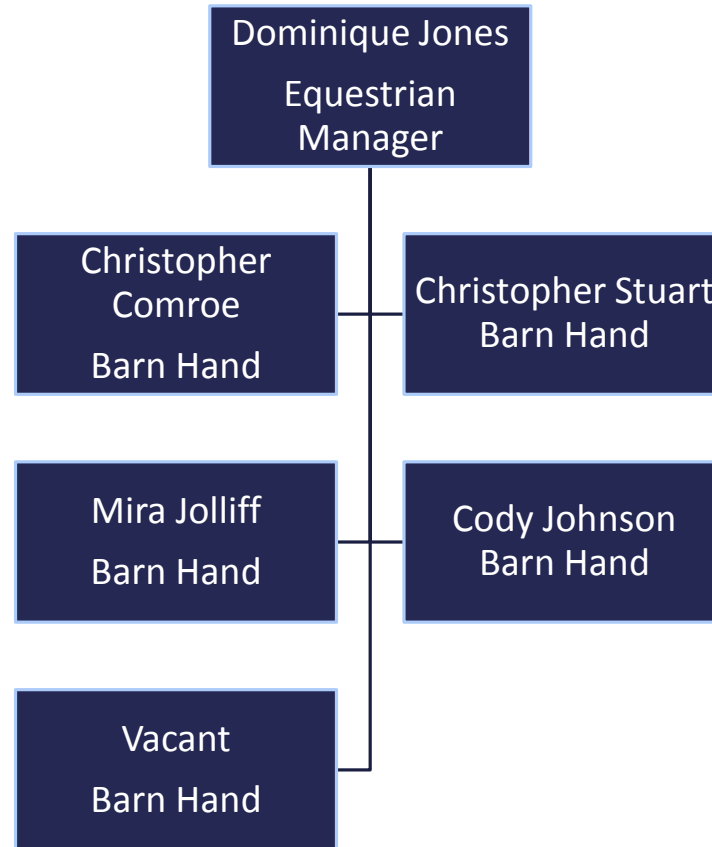 Dominique Jones
Equestrian
Manager
Christopher
Comroe
Barn Hand
Christopher Stuart
Barn Hand
Mira Jolliff
Barn Hand
Cody Johnson
Barn Hand
Vacant
Barn Hand